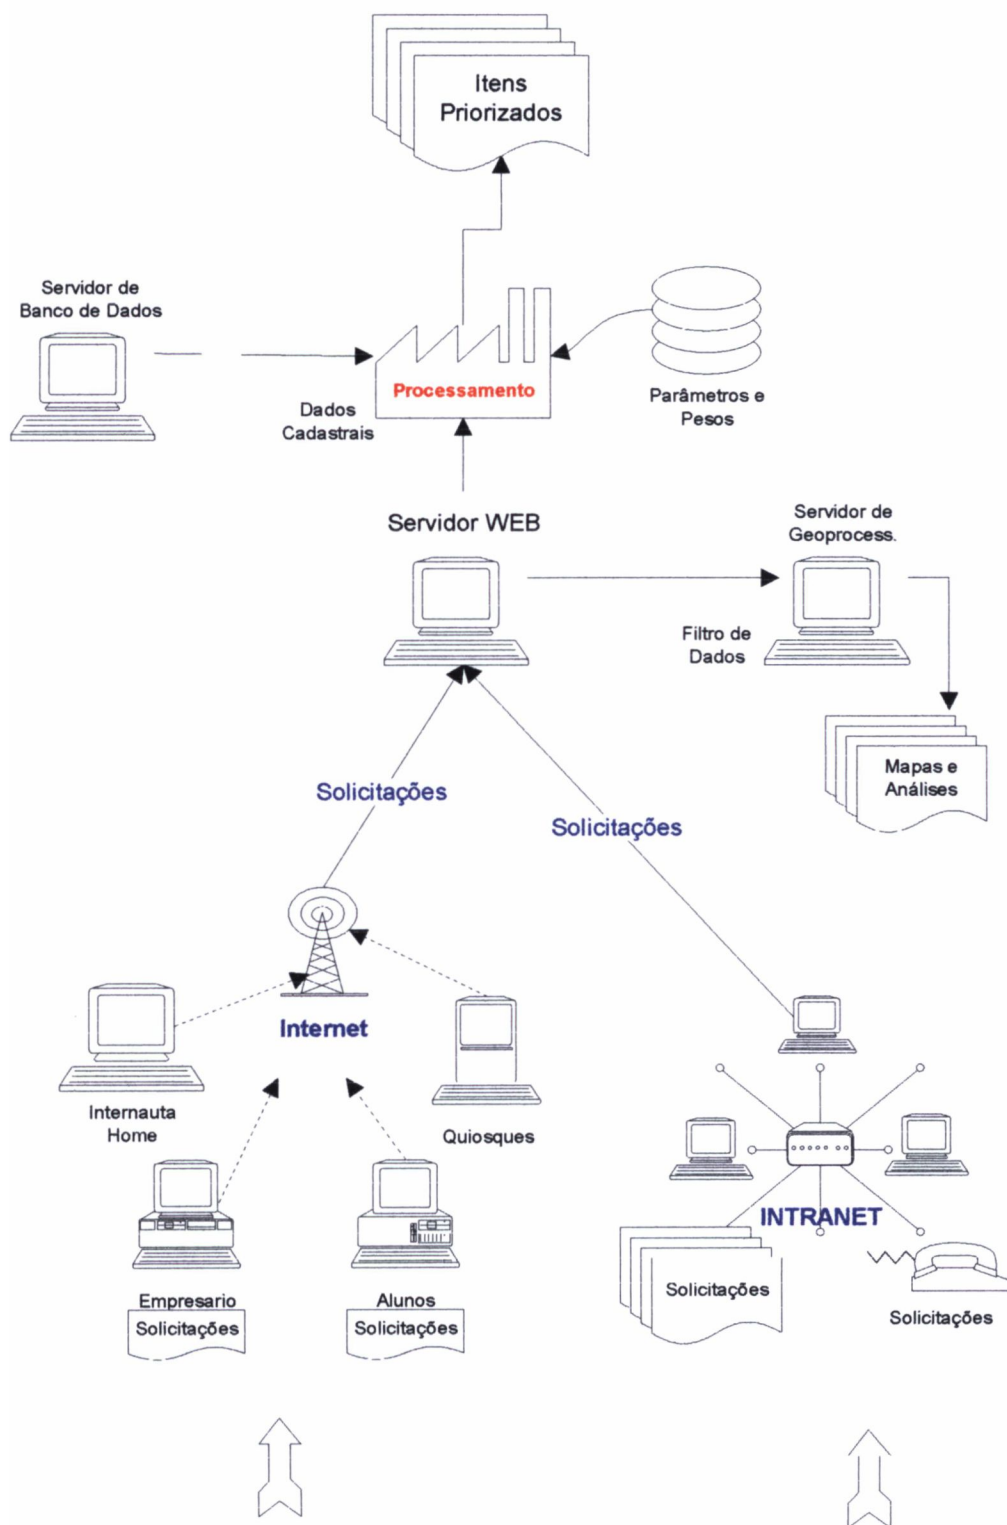 Itens
Priorizados
Servidor de
Banco de Dados
Processamento
Dados
Cadastrais
Parâmetros e
Pesos
Servidor WEB
Servidor de
Geoprocess.
Filtro de
Dados
Mapas e
Análises
Solicitações
Solicitações
Internet
Internauta
Home
Quiosques
INTRANET
Empresario
Solicitações
Alunos
Solicitações
Solicitações
Solicitações